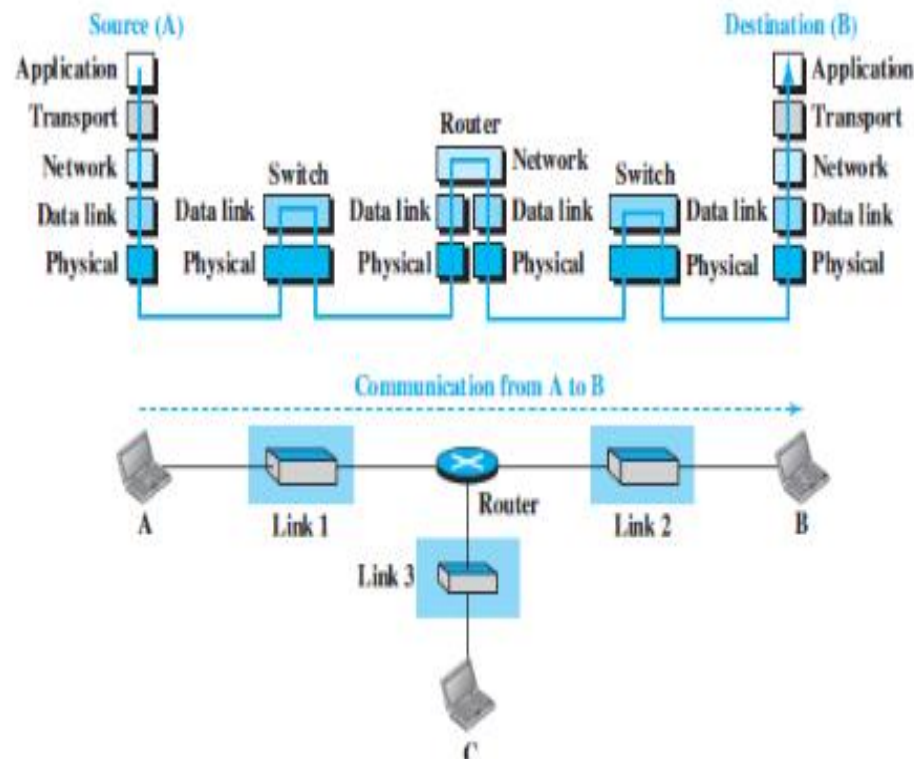 Source (A) Destination (B)
Application Application
Transport Transport
Router
Network Network Network
Switch Switch
Data link Data link Data link Data link Data link Data link
Physical Physical Physical Physical Physical Physical
Communication from A to B
Router
A Link 1 Link 2 B
Link 3
C